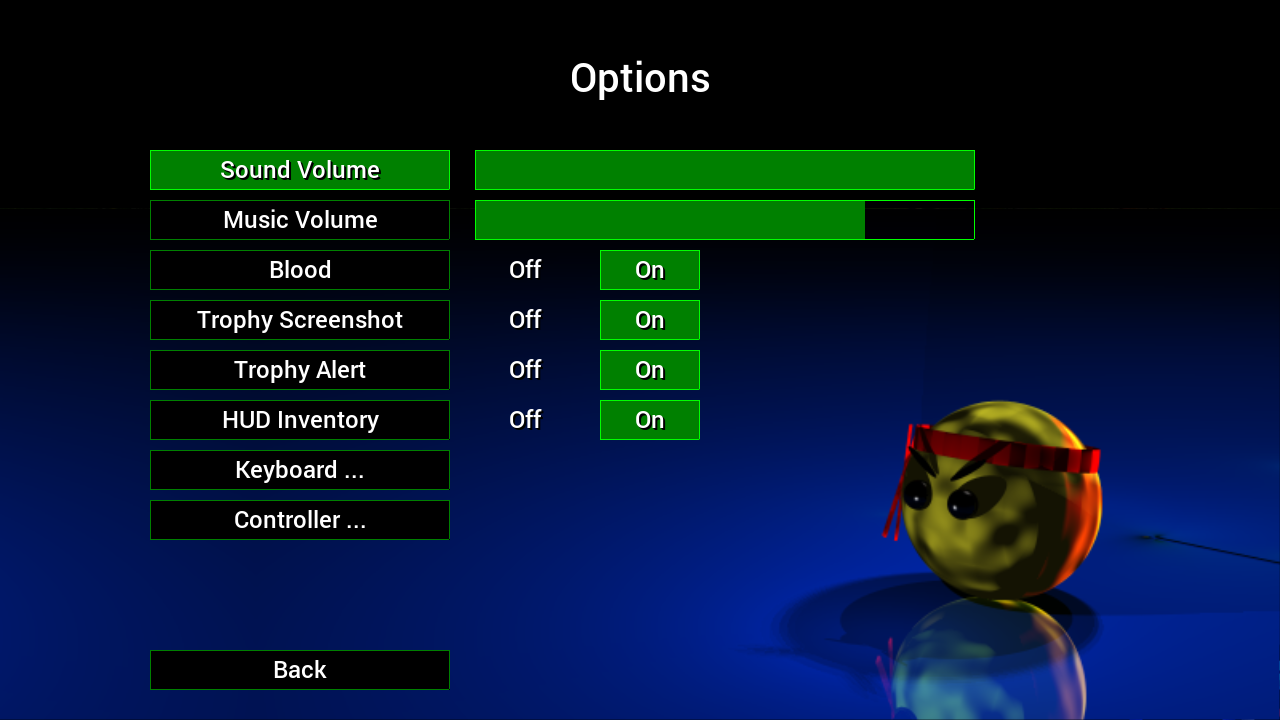 Options
Sound Volume
Music Volume
Blood Off On
Trophy Screenshot Off On
Trophy Alert Off On
HUD Inventory Off On
Keyboard ...
Controller ...
Back